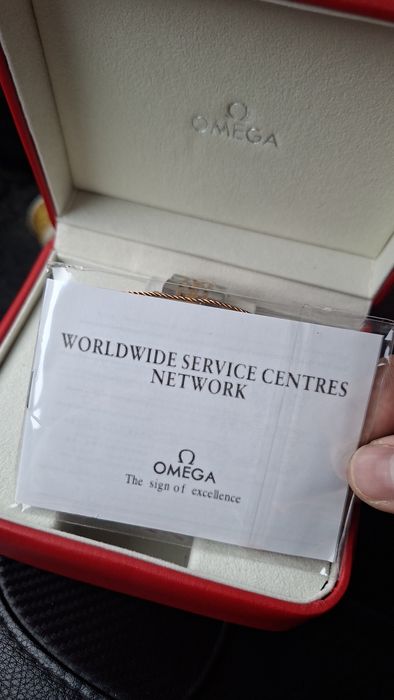 Ω
OMEGA
WORLDWIDE SERVICE CENTRES
NETWORK
Ω
OMEGA
The sign of excellence